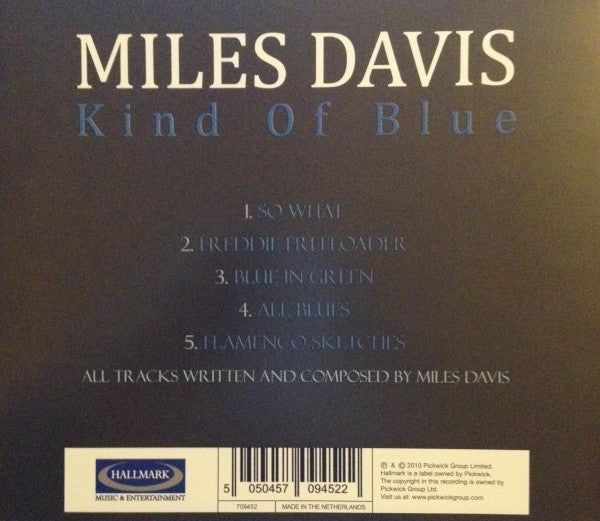 MILES DAVIS
Kind Of Blue
1. SO WHAT
2. FREDDIE FREELOADER
3. BLUE IN GREEN
4. ALL BLUES
5. FLAMENCO SKETCHES
ALL TRACKS WRITTEN AND COMPOSED BY MILES DAVIS
HALLMARK
MUSIC & ENTERTAINMENT
5 050457 094522
709452 MADE IN THE NETHERLANDS
℗ & © 2010 Pickwick Group Limited.
Hallmark is a label owned by Pickwick.
The copyright in this recording is owned by
Pickwick Group Ltd.
Visit us at: www.pickwickgroup.com